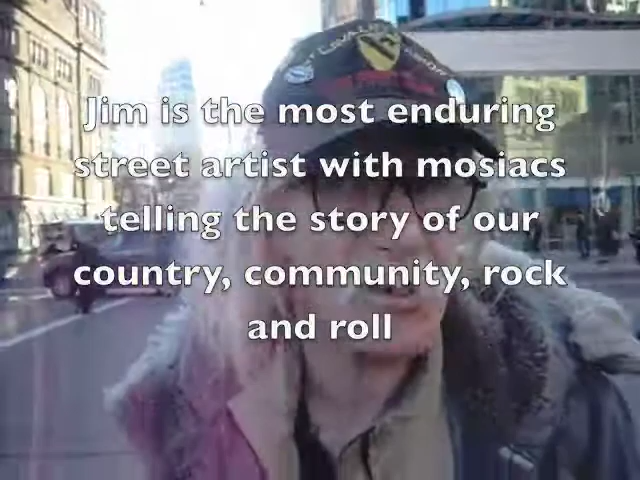 Jim is the most enduring
street artist with mosiacs
telling the story of our
country, community, rock
and roll